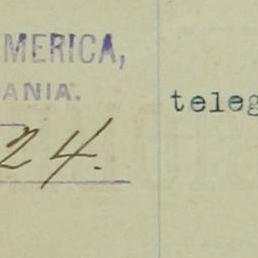 MERICA,
ANIA.
24.
teleg